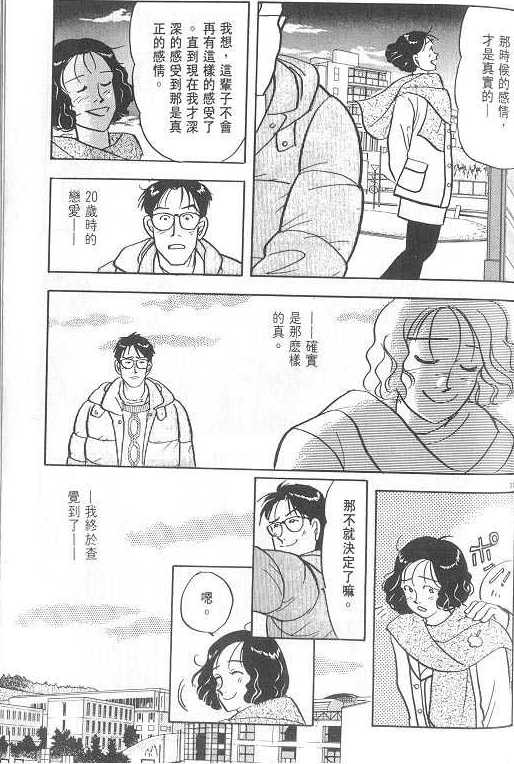 那時候的感情，
才是真實的—
我想，這輩子不會
再有這樣的感受了
。直到現在我才深
深的感受到那是真
正的感情。
20歲時的
戀愛——
——確實
是那麼樣
的真。
那不就決定了嘛。
ポ
嗯。
—我終於查
覺到了——